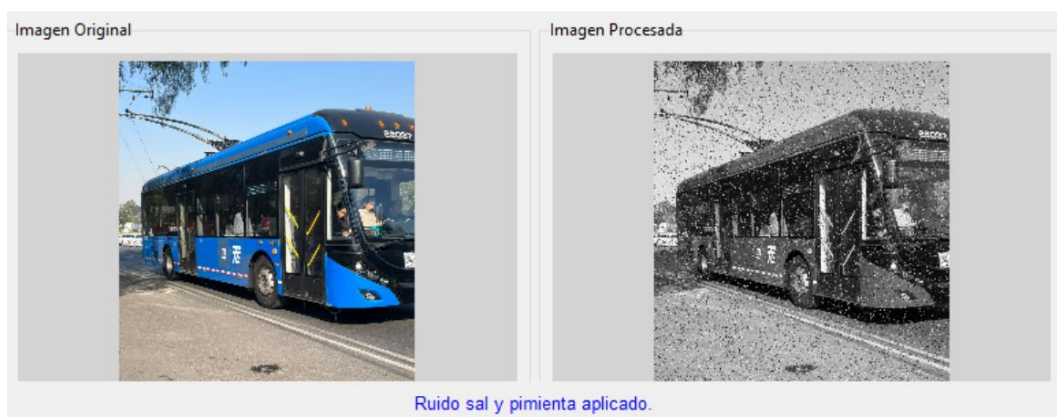 Imagen Original
Imagen Procesada
Ruido sal y pimienta aplicado.